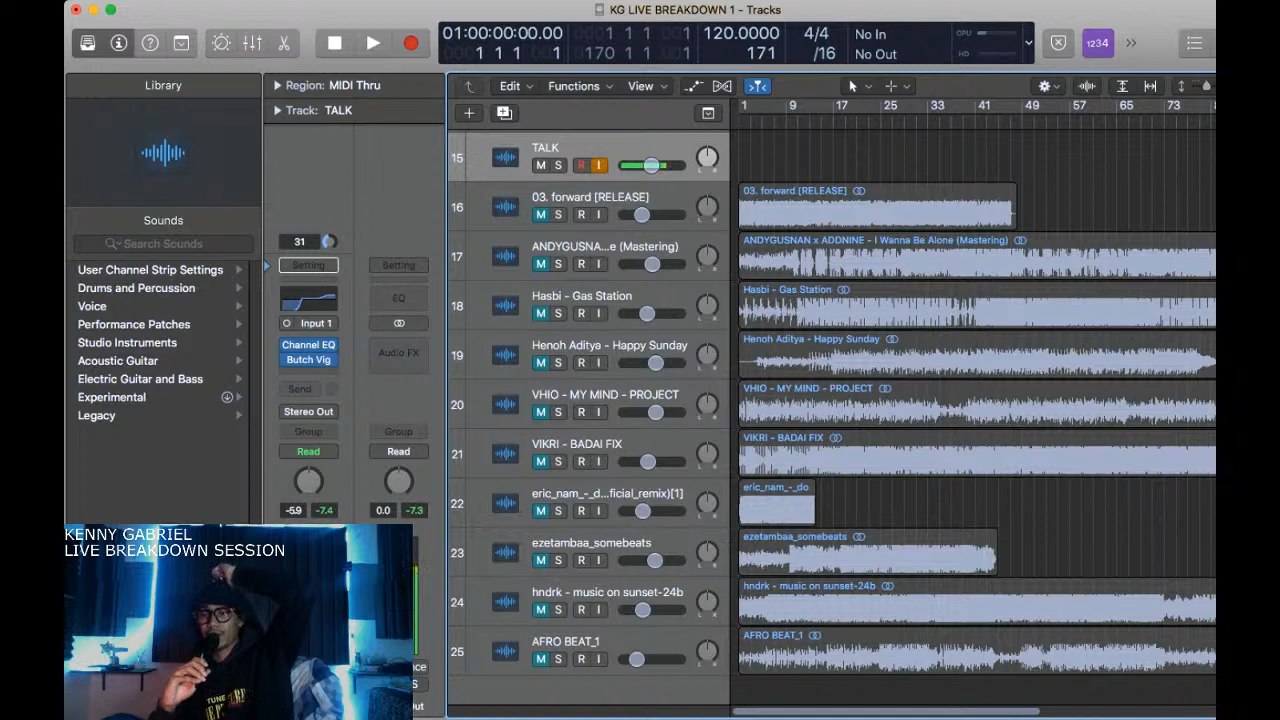 KG LIVE BREAKDOWN 1 - Tracks
01:00:00:00.00
1 1 1 1
1 1 1
0170 1 1 1
120.0000
171
4/4
/16
No In
No Out
CPU
HD
1234
Library
Sounds
Search Sounds
User Channel Strip Settings
Drums and Percussion
Voice
Performance Patches
Studio Instruments
Acoustic Guitar
Electric Guitar and Bass
Experimental
Legacy
Region: MIDI Thru
Track: TALK
31
Setting
Setting
EQ
Input 1
Channel EQ
Butch Vig
Audio FX
Send
Stereo Out
Group
Group
Read
Read
-5.9 -7.4
0.0 -7.3
Edit
Functions
View
1 9 17 25 33 41 49 57 65 73
15 TALK
M S R I
16 03. forward [RELEASE]
M S R I
03. forward [RELEASE]
17 ANDYGUSNA...e (Mastering)
M S R I
ANDYGUSNAN x ADDNINE - I Wanna Be Alone (Mastering)
18 Hasbi - Gas Station
M S R I
Hasbi - Gas Station
19 Henoh Aditya - Happy Sunday
M S R I
Henoh Aditya - Happy Sunday
20 VHIO - MY MIND - PROJECT
M S R I
VHIO - MY MIND - PROJECT
21 VIKRI - BADAI FIX
M S R I
VIKRI - BADAI FIX
22 eric_nam_-_d...ficial_remix)[1]
M S R I
eric_nam_-_do
23 ezetambaa_somebeats
M S R I
ezetambaa_somebeats
24 hndrk - music on sunset-24b
M S R I
hndrk - music on sunset-24b
25 AFRO BEAT_1
M S R I
AFRO BEAT_1
KENNY GABRIEL
LIVE BREAKDOWN SESSION